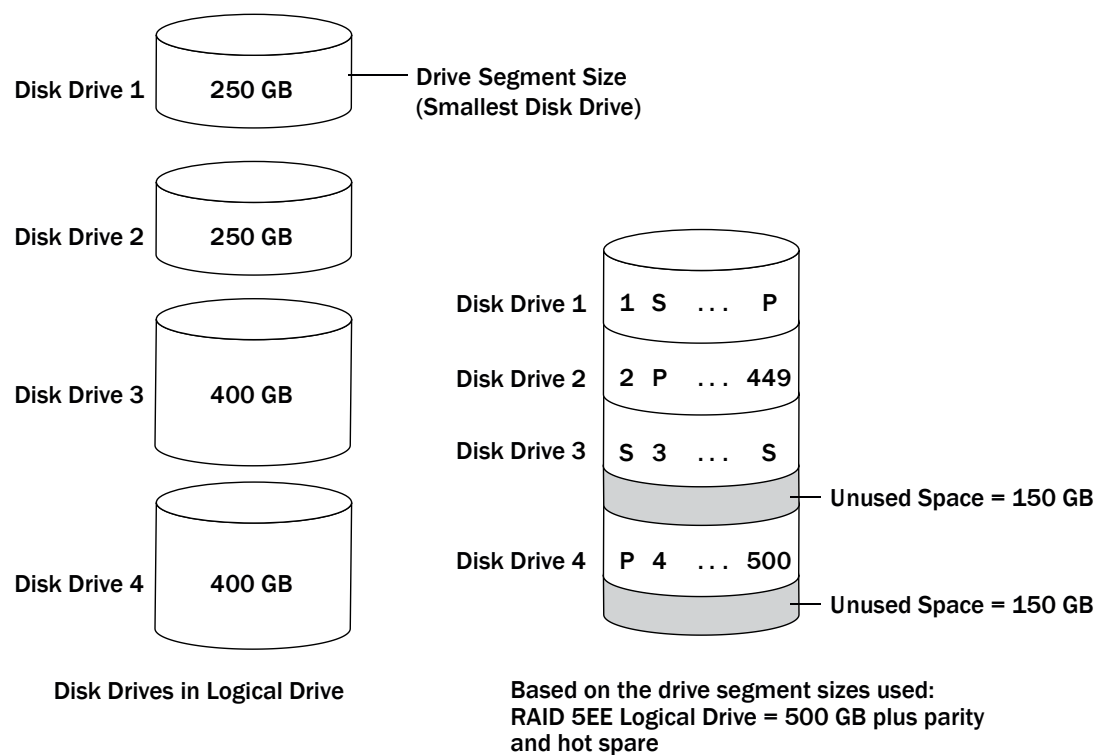 Disk Drive 1
250 GB
Drive Segment Size
(Smallest Disk Drive)
Disk Drive 2
250 GB
Disk Drive 3
400 GB
Disk Drive 4
400 GB
Disk Drives in Logical Drive
Disk Drive 1
1 S ... P
Disk Drive 2
2 P ... 449
Disk Drive 3
S 3 ... S
Unused Space = 150 GB
Disk Drive 4
P 4 ... 500
Unused Space = 150 GB
Based on the drive segment sizes used:
RAID 5EE Logical Drive = 500 GB plus parity
and hot spare